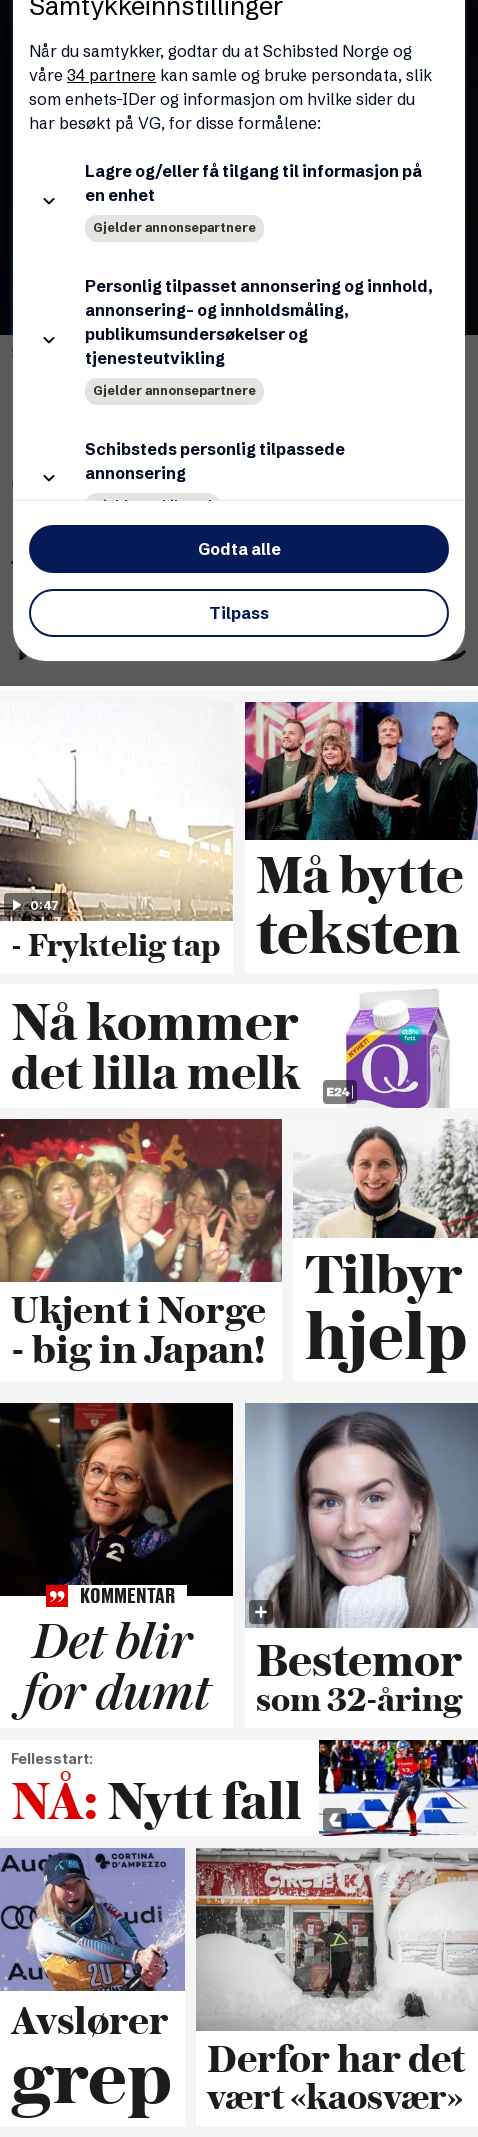 Samtykkeinnstillinger
Når du samtykker, godtar du at Schibsted Norge og
våre 34 partnere kan samle og bruke persondata, slik
som enhets-IDer og informasjon om hvilke sider du
har besøkt på VG, for disse formålene:
Lagre og/eller få tilgang til informasjon på
en enhet
Gjelder annonsepartnere
Personlig tilpasset annonsering og innhold,
annonsering- og innholdsmåling,
publikumsundersøkelser og
tjenesteutvikling
Gjelder annonsepartnere
Schibsteds personlig tilpassede
annonsering
Godta alle
Tilpass
0:47
- Fryktelig tap
Må bytte
teksten
Nå kommer
det lilla melk
NYHET!
0,5%
fett
Q
E24
Ukjent i Norge
- big in Japan!
Tilbyr
hjelp
KOMMENTAR
Det blir
for dumt
Bestemor
som 32-åring
Fellesstart:
NÅ: Nytt fall
13
Audi
CORTINA
D'AMPEZZO
Audi
20
Avslører
grep
CIRCLE K
Derfor har det
vært «kaosvær»